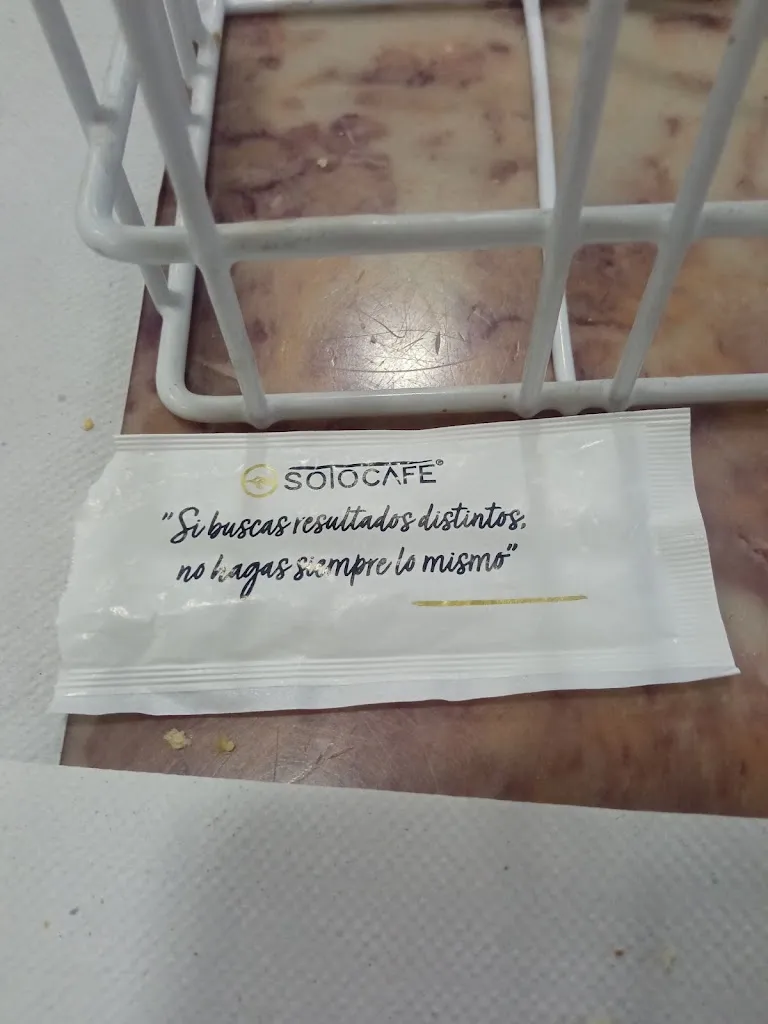 SOTOCAFE®
"Si buscas resultados distintos,
no hagas siempre lo mismo"